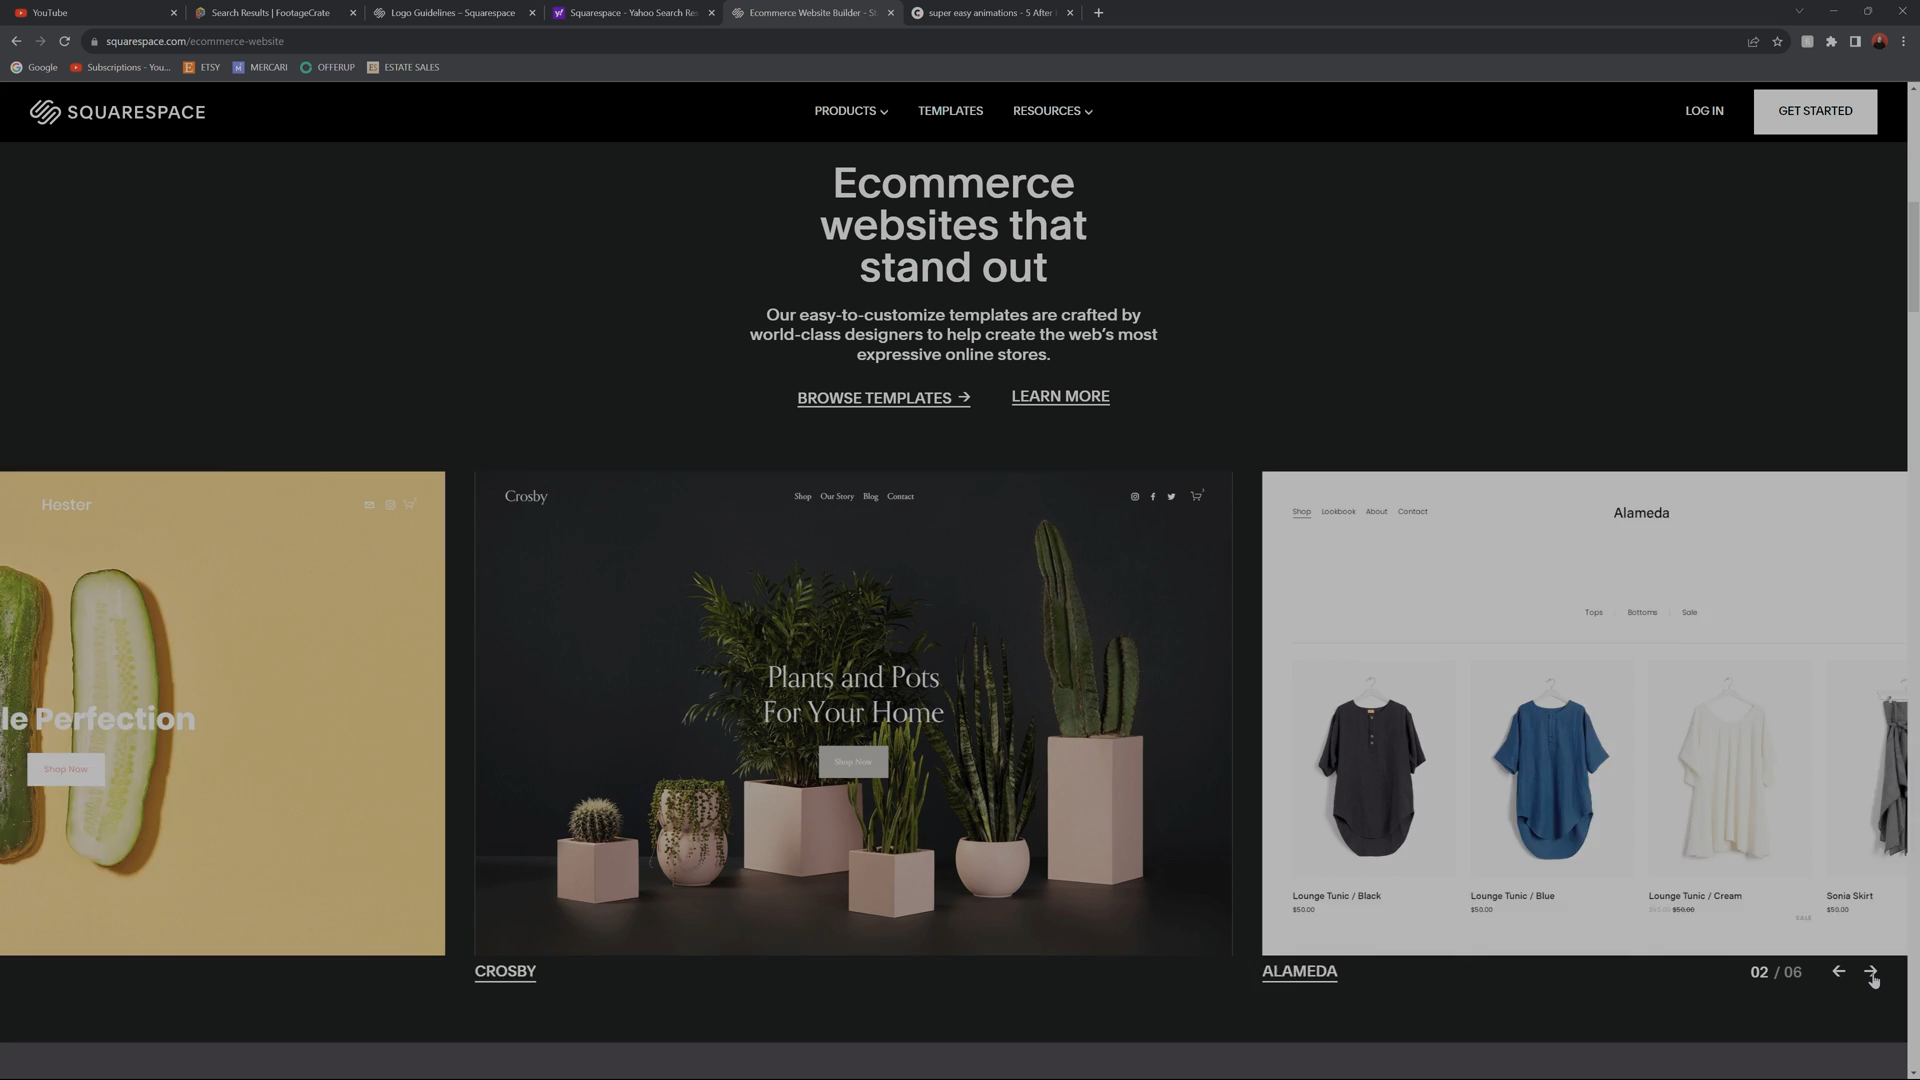 YouTube
Search Results | FootageCrate
Logo Guidelines – Squarespace
Squarespace - Yahoo Search Res
Ecommerce Website Builder - St
super easy animations - 5 After
squarespace.com/ecommerce-website
Google
Subscriptions - You...
ETSY
MERCARI
OFFERUP
ES
ESTATE SALES
SQUARESPACE
PRODUCTS
TEMPLATES
RESOURCES
LOG IN
GET STARTED
Ecommerce
websites that
stand out
Our easy-to-customize templates are crafted by
world-class designers to help create the web's most
expressive online stores.
BROWSE TEMPLATES →
LEARN MORE
Hester
le Perfection
Shop Now
Crosby
Shop Our Story Blog Contact
Plants and Pots
For Your Home
Shop Now
Shop Lookbook About Contact
Alameda
Tops Bottoms Sale
Lounge Tunic / Black
$50.00
Lounge Tunic / Blue
$50.00
Lounge Tunic / Cream
$50.00
SALE
Sonia Skirt
$50.00
CROSBY
ALAMEDA
02 / 06